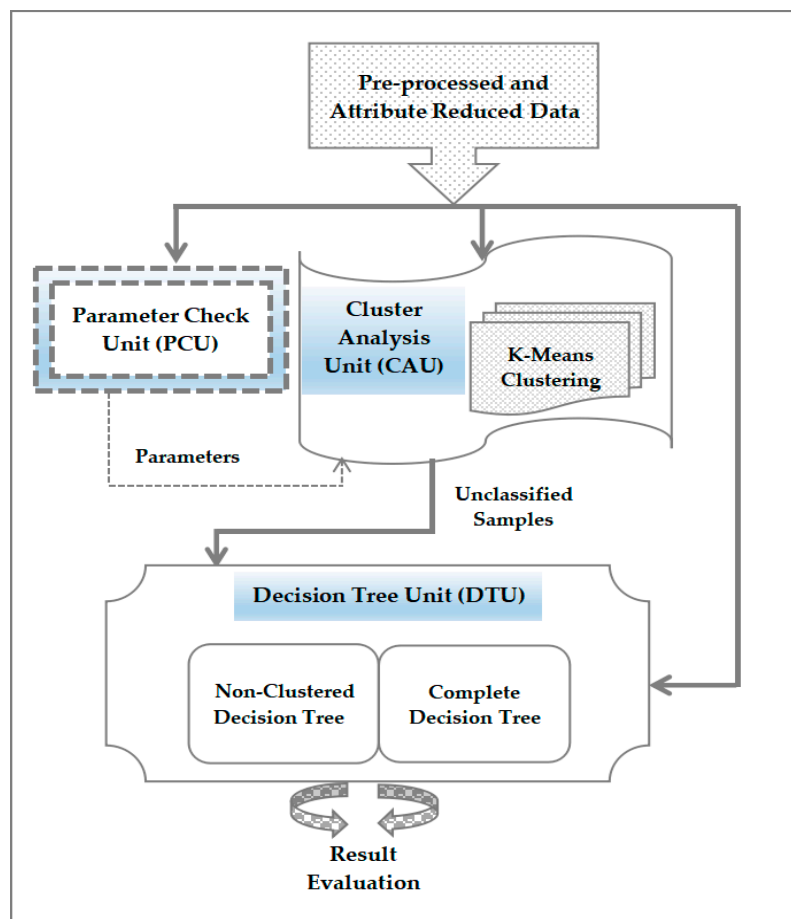 Pre-processed and
Attribute Reduced Data
Parameter Check
Unit (PCU)
Cluster
Analysis
Unit (CAU)
K-Means
Clustering
Parameters
Unclassified
Samples
Decision Tree Unit (DTU)
Non-Clustered
Decision Tree
Complete
Decision Tree
Result
Evaluation